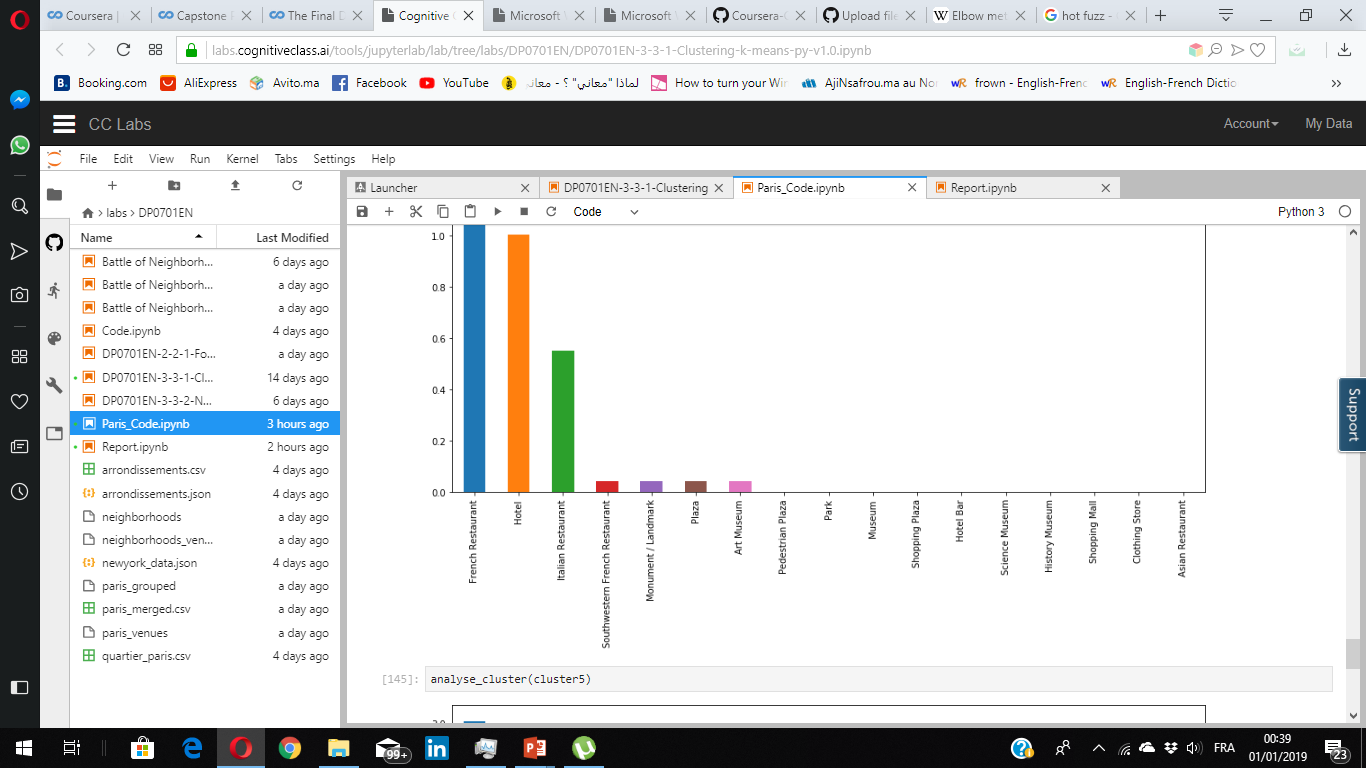 Coursera |
Capstone P
The Final D
Cognitive C
Microsoft W
Microsoft W
Coursera-C
Upload file
Elbow met
hot fuzz -
labs.cognitiveclass.ai/tools/jupyterlab/lab/tree/labs/DP0701EN/DP0701EN-3-3-1-Clustering-k-means-py-v1.0.ipynb
Booking.com
AliExpress
Avito.ma
Facebook
YouTube
لماذا "معاني" ؟ - معاني
How to turn your Win
AjiNsafrou.ma au No
frown - English-Frenc
English-French Dictio
CC Labs
Account
My Data
File Edit View Run Kernel Tabs Settings Help
Launcher
DP0701EN-3-3-1-Clustering
Paris_Code.ipynb
Report.ipynb
Code
Python 3
labs > DP0701EN
Name Last Modified
Battle of Neighborh... 6 days ago
Battle of Neighborh... a day ago
Battle of Neighborh... a day ago
Code.ipynb 4 days ago
DP0701EN-2-2-1-Fo... a day ago
DP0701EN-3-3-1-Cl... 14 days ago
DP0701EN-3-3-2-N... 6 days ago
Paris_Code.ipynb 3 hours ago
Report.ipynb 2 hours ago
arrondissements.csv 4 days ago
arrondissements.json 4 days ago
neighborhoods a day ago
neighborhoods_ven... a day ago
newyork_data.json 4 days ago
paris_grouped a day ago
paris_merged.csv a day ago
paris_venues a day ago
quartier_paris.csv 4 days ago
1.0
0.8
0.6
0.4
0.2
0.0
French Restaurant
Hotel
Italian Restaurant
Southwestern French Restaurant
Monument / Landmark
Plaza
Art Museum
Pedestrian Plaza
Park
Museum
Shopping Plaza
Hotel Bar
Science Museum
History Museum
Shopping Mall
Clothing Store
Asian Restaurant
[145]: analyse_cluster(cluster5)
Support
99+
FRA
00:39
01/01/2019
23